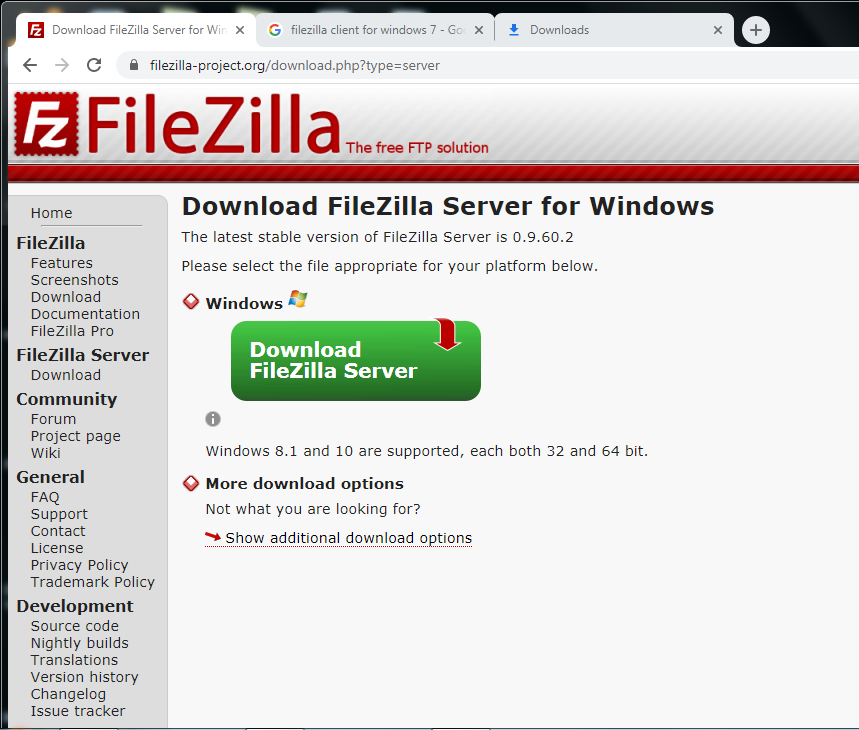 Download FileZilla Server for Win
filezilla client for windows 7 - Goo
Downloads
filezilla-project.org/download.php?type=server
FileZilla The free FTP solution
Home
FileZilla
Features
Screenshots
Download
Documentation
FileZilla Pro
FileZilla Server
Download
Community
Forum
Project page
Wiki
General
FAQ
Support
Contact
License
Privacy Policy
Trademark Policy
Development
Source code
Nightly builds
Translations
Version history
Changelog
Issue tracker
Download FileZilla Server for Windows
The latest stable version of FileZilla Server is 0.9.60.2
Please select the file appropriate for your platform below.
Windows
Download
FileZilla Server
Windows 8.1 and 10 are supported, each both 32 and 64 bit.
More download options
Not what you are looking for?
Show additional download options